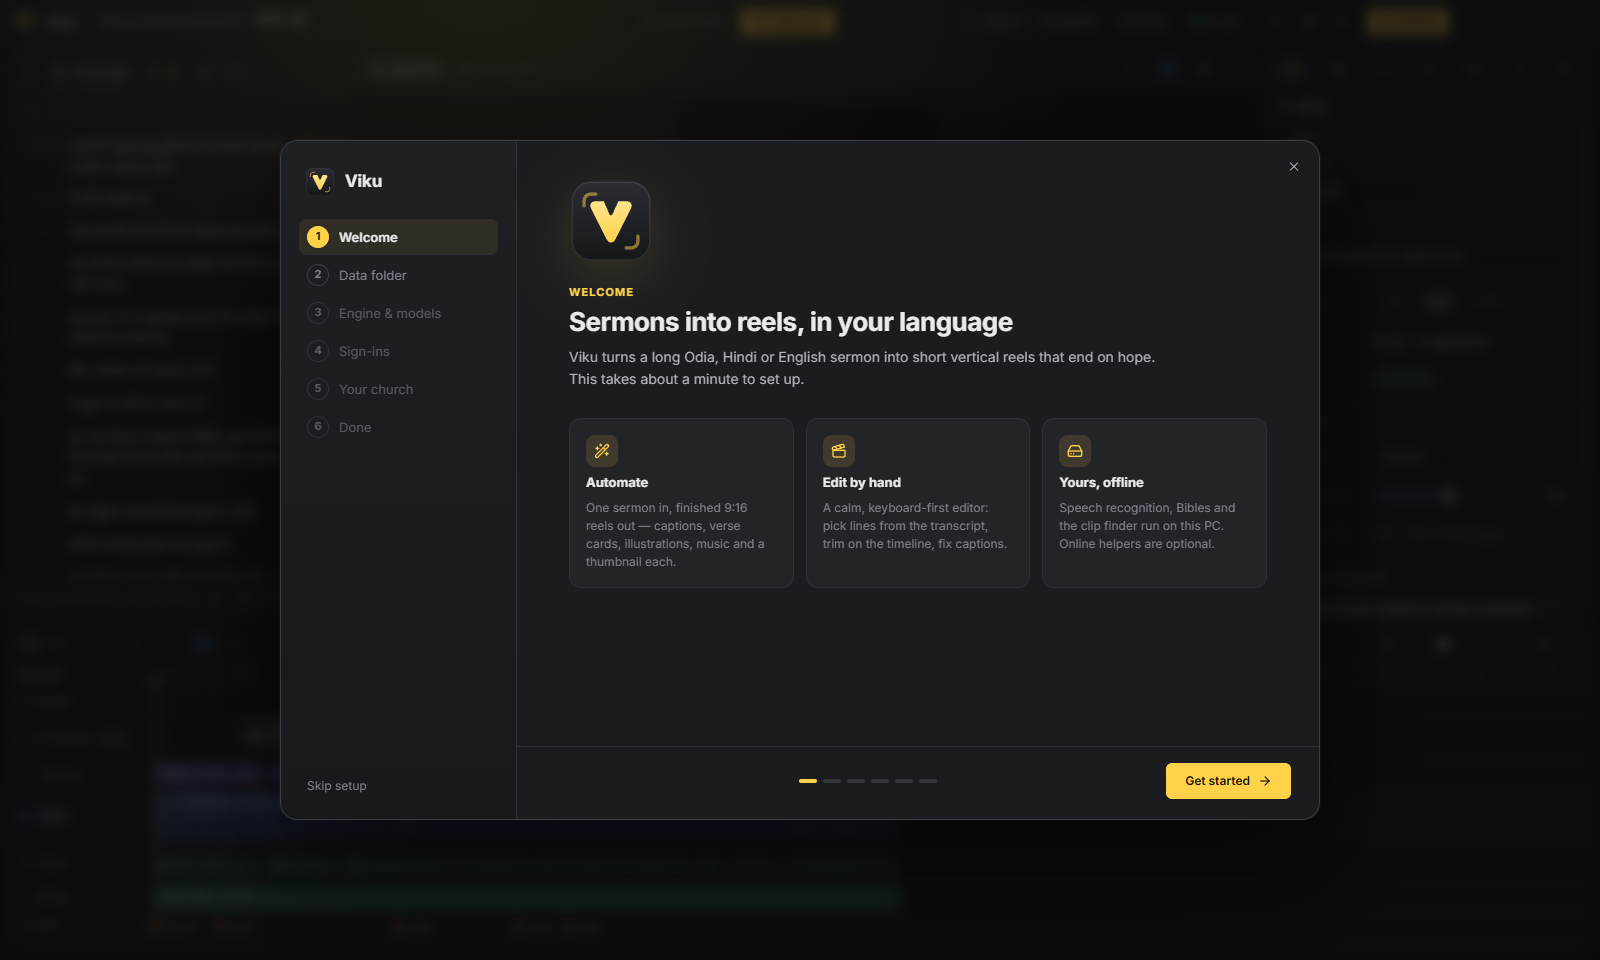 Viku
1 Welcome
2 Data folder
3 Engine & models
4 Sign-ins
5 Your church
6 Done
Skip setup
WELCOME
Sermons into reels, in your language
Viku turns a long Odia, Hindi or English sermon into short vertical reels that end on hope.
This takes about a minute to set up.
Automate
One sermon in, finished 9:16
reels out — captions, verse
cards, illustrations, music and a
thumbnail each.
Edit by hand
A calm, keyboard-first editor:
pick lines from the transcript,
trim on the timeline, fix captions.
Yours, offline
Speech recognition, Bibles and
the clip finder run on this PC.
Online helpers are optional.
Get started